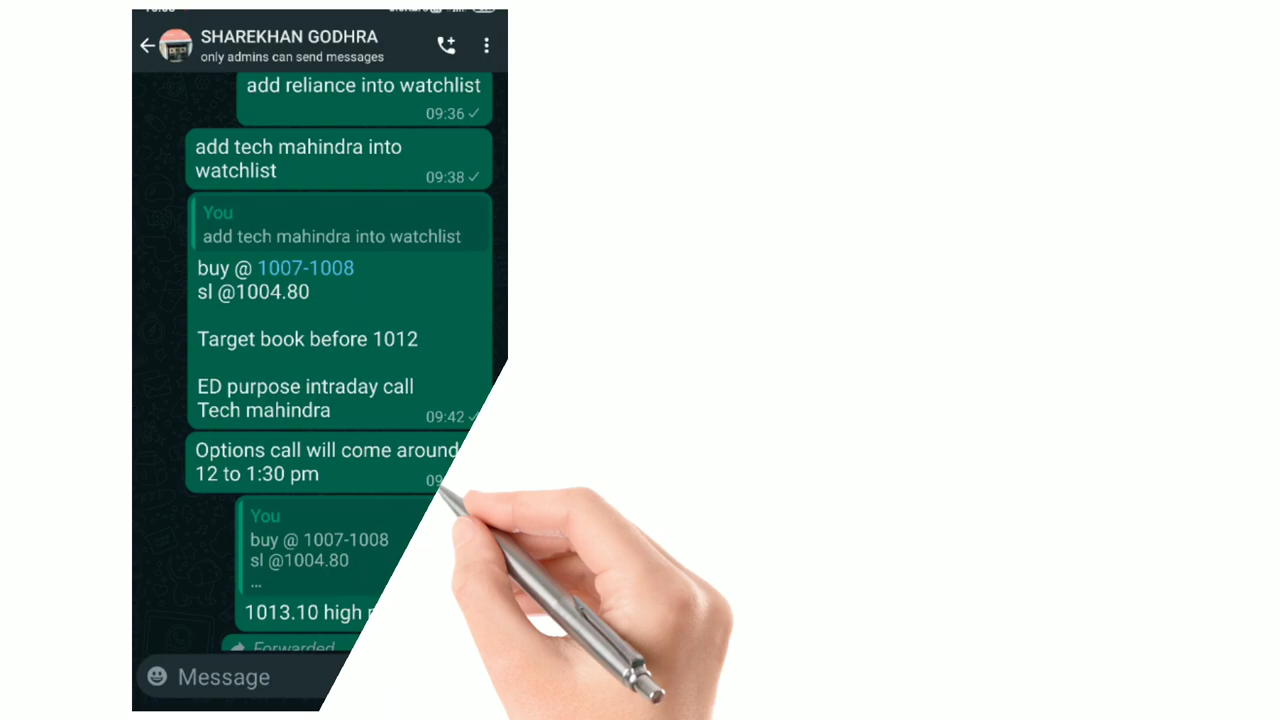 SHAREKHAN GODHRA
only admins can send messages
add reliance into watchlist
09:36
add tech mahindra into
watchlist
09:38
You
add tech mahindra into watchlist
buy @ 1007-1008
sl @1004.80
Target book before 1012
ED purpose intraday call
Tech mahindra
09:42
Options call will come around
12 to 1:30 pm
You
buy @ 1007-1008
sl @1004.80
...
1013.10 high
Forwarded
Message